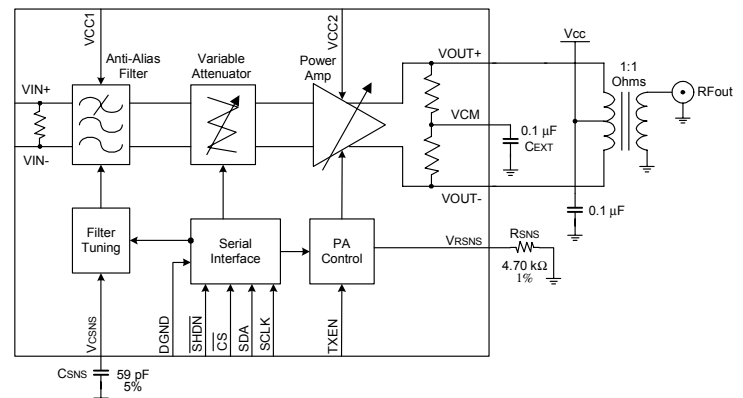 VCC1
VCC2
Anti-Alias
Filter
Variable
Attenuator
Power
Amp
VOUT+
Vcc
1:1
Ohms
RFout
VIN+
VIN-
VCM
0.1 µF
CEXT
VOUT-
0.1 µF
Filter
Tuning
Serial
Interface
PA
Control
VRSNS
RSNS
4.70 kΩ
1%
VCSNS
DGND
SHDN
CS
SDA
SCLK
TXEN
CSNS
59 pF
5%